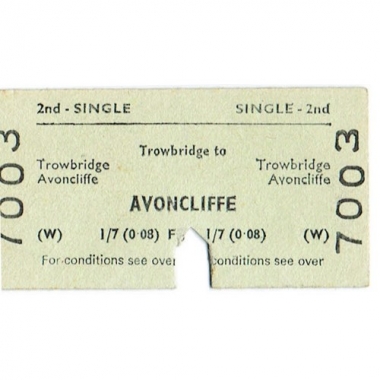 2nd - SINGLE SINGLE - 2nd
Trowbridge to
Trowbridge Trowbridge
Avoncliffe Avoncliffe
AVONCLIFFE
(W) 1/7 (0·08) F 1/7 (0·08) (W)
For conditions see over conditions see over
7003
7003